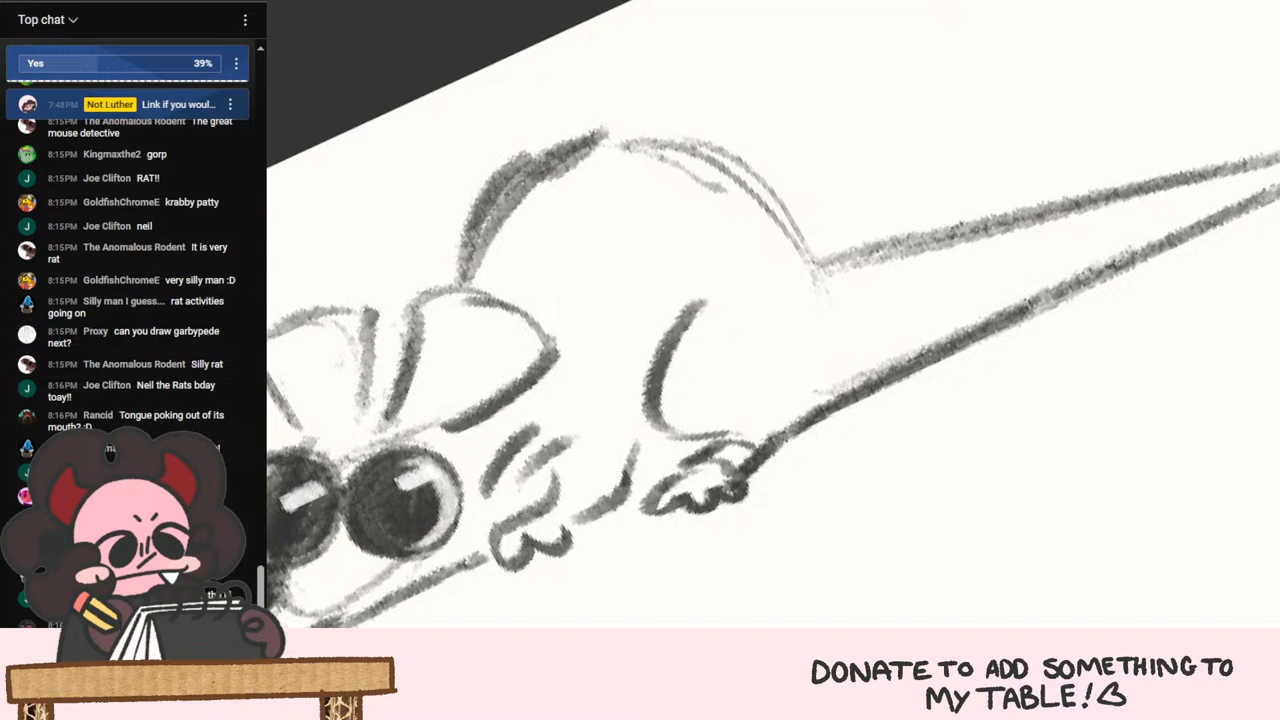 Top chat
Yes 39%
7:48PM Not Luther Link if you woul...
8:15PM The Anomalous Rodent The great
mouse detective
8:15PM Kingmaxthe2 gorp
8:15PM Joe Clifton RAT!!
8:15PM GoldfishChromeE krabby patty
8:15PM Joe Clifton neil
8:15PM The Anomalous Rodent It is very
rat
8:15PM GoldfishChromeE very silly man :D
8:15PM Silly man I guess... rat activities
going on
8:15PM Proxy can you draw garbypede
next?
8:15PM The Anomalous Rodent Silly rat
8:16PM Joe Clifton Neil the Rats bday
toay!!
8:16PM Rancid Tongue poking out of its
mouth? :D
DONATE TO ADD SOMETHING TO
MY TABLE!